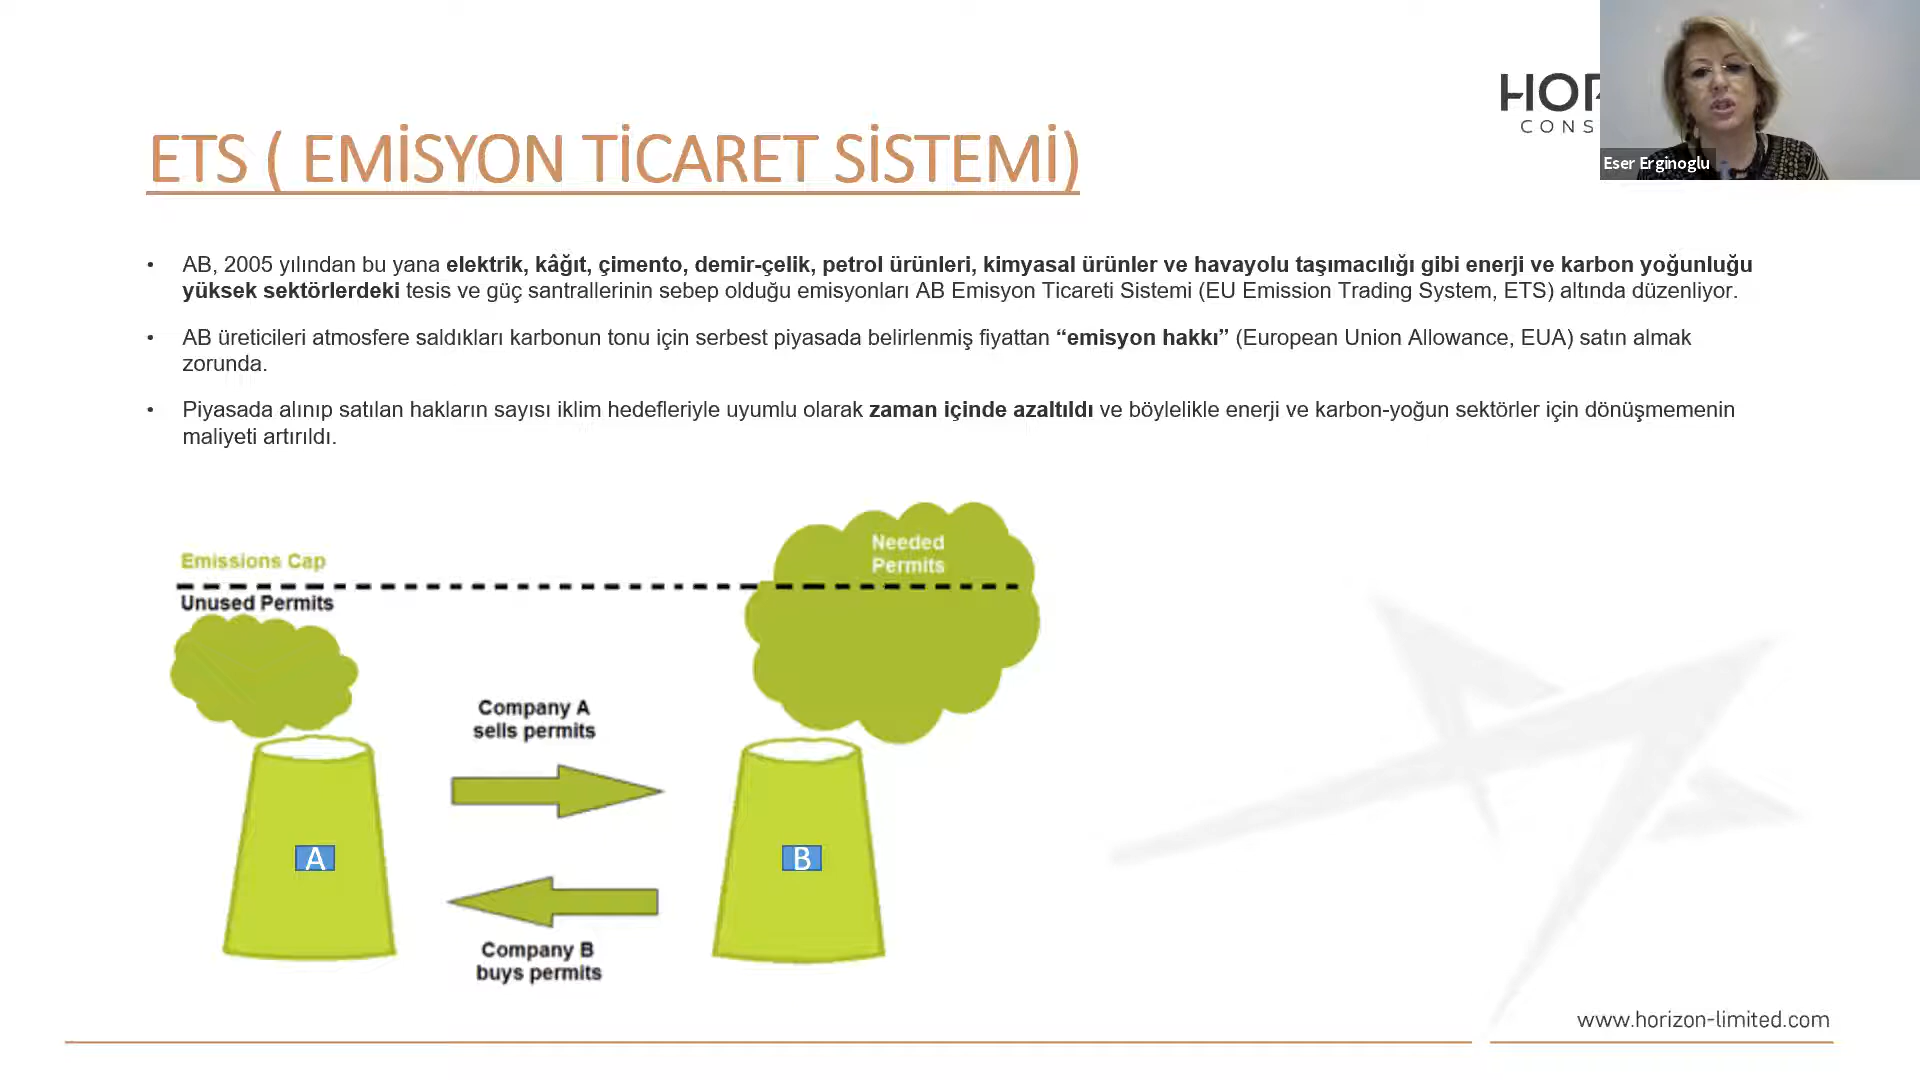 HOR
CONS
Eser Erginoglu
ETS ( EMİSYON TİCARET SİSTEMİ)
• AB, 2005 yılından bu yana elektrik, kâğıt, çimento, demir-çelik, petrol ürünleri, kimyasal ürünler ve havayolu taşımacılığı gibi enerji ve karbon yoğunluğu
yüksek sektörlerdeki tesis ve güç santrallerinin sebep olduğu emisyonları AB Emisyon Ticareti Sistemi (EU Emission Trading System, ETS) altında düzenliyor.
• AB üreticileri atmosfere saldıkları karbonun tonu için serbest piyasada belirlenmiş fiyattan “emisyon hakkı” (European Union Allowance, EUA) satın almak
zorunda.
• Piyasada alınıp satılan hakların sayısı iklim hedefleriyle uyumlu olarak zaman içinde azaltıldı ve böylelikle enerji ve karbon-yoğun sektörler için dönüşmemenin
maliyeti artırıldı.
Emissions Cap
Unused Permits
Needed
Permits
Company A
sells permits
A
B
Company B
buys permits
www.horizon-limited.com